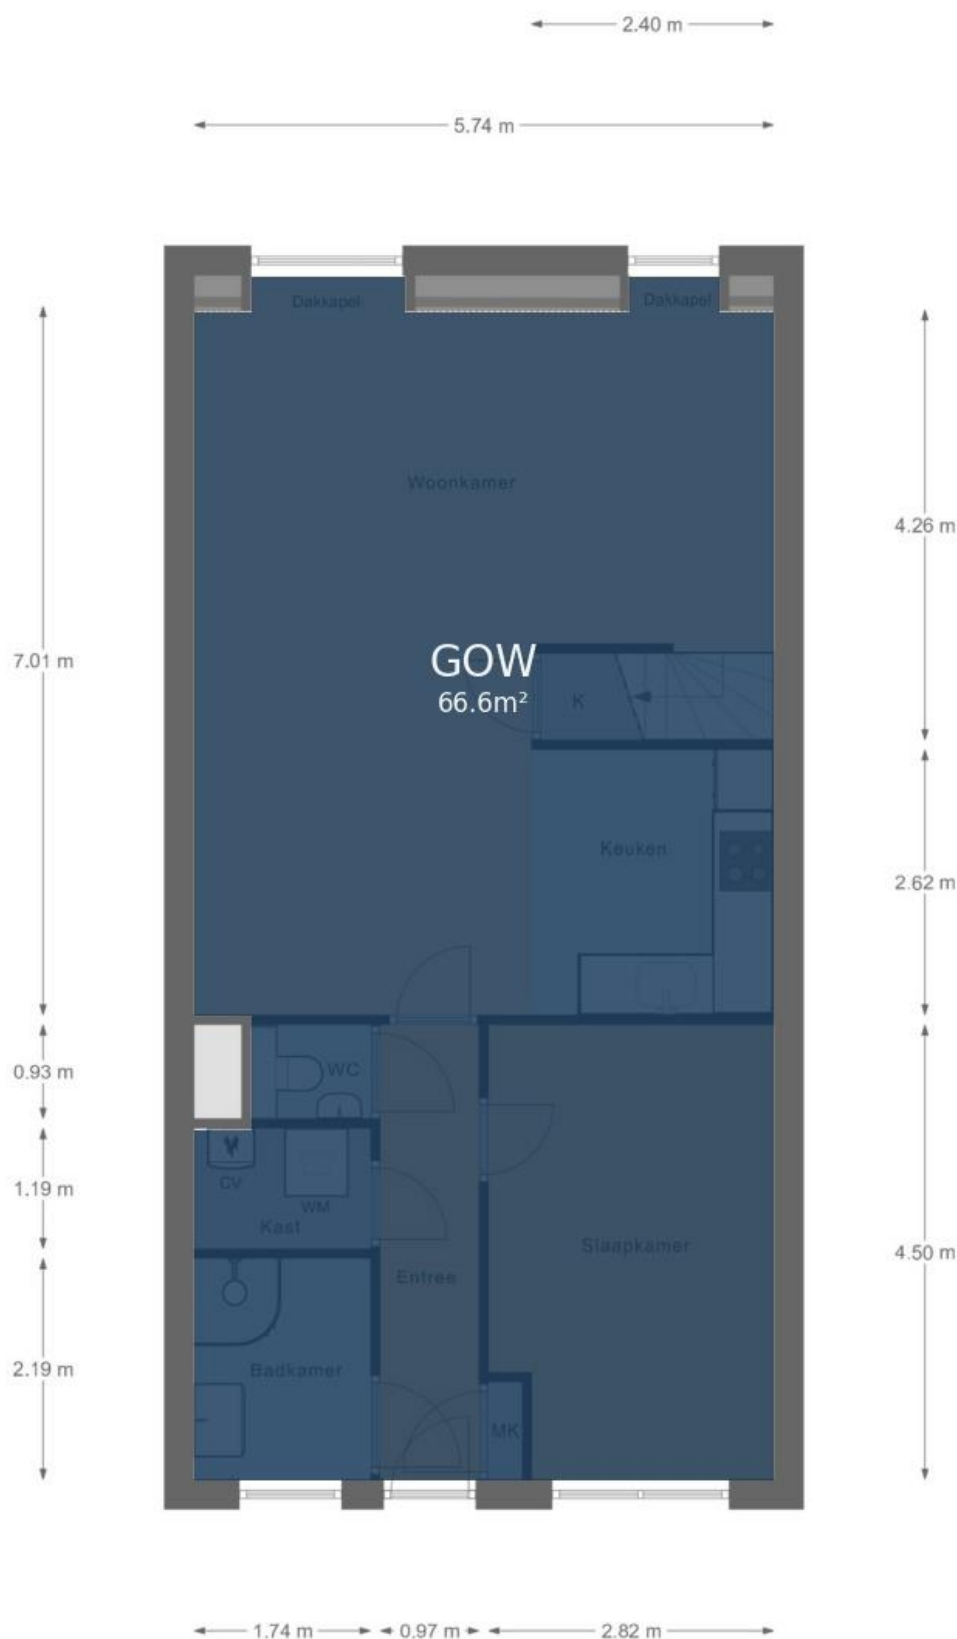 2.40 m
5.74 m
Dakkapel
Dakkapel
Woonkamer
4.26 m
7.01 m
GOW
66.6m²
K
Keuken
2.62 m
0.93 m
WC
1.19 m
CV
WM
Kast
Slaapkamer
4.50 m
Entree
2.19 m
Badkamer
MK
1.74 m
0.97 m
2.82 m